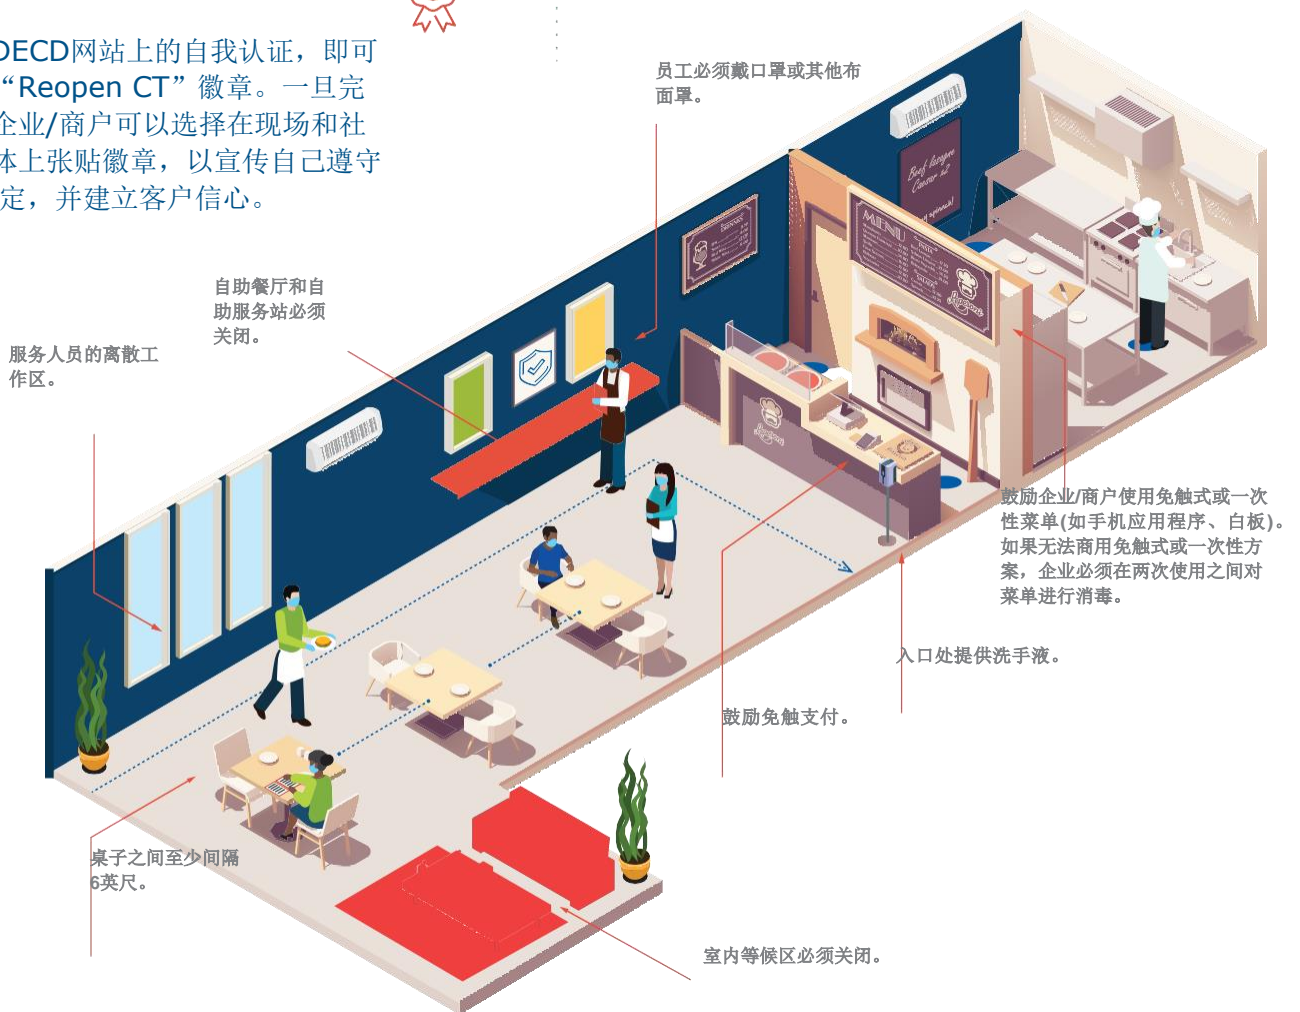 DECD网站上的自我认证，即可
“Reopen CT”徽章。一旦完
企业/商户可以选择在现场和社
体上张贴徽章，以宣传自己遵守
定，并建立客户信心。
员工必须戴口罩或其他布
面罩。
自助餐厅和自
助服务站必须
关闭。
服务人员的离散工
作区。
Beef lasagne
Caesar x2
spinach!
MENU
鼓励企业/商户使用免触式或一次
性菜单(如手机应用程序、白板)。
如果无法商用免触式或一次性方
案，企业必须在两次使用之间对
菜单进行消毒。
入口处提供洗手液。
鼓励免触支付。
桌子之间至少间隔
6英尺。
室内等候区必须关闭。